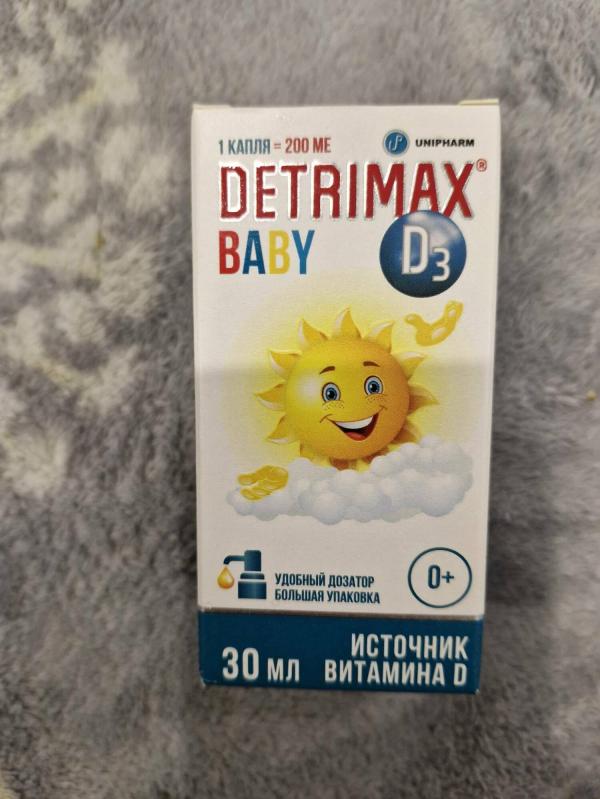 1 КАПЛЯ = 200 МЕ
UNIPHARM
DETRIMAX®
BABY
D3
УДОБНЫЙ ДОЗАТОР
БОЛЬШАЯ УПАКОВКА
0+
30 МЛ
ИСТОЧНИК
ВИТАМИНА D